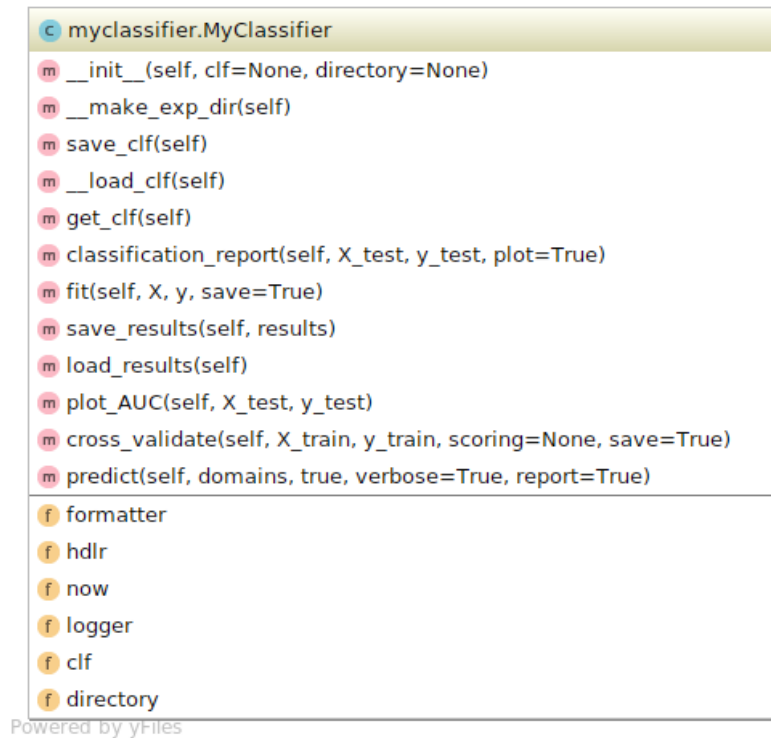 c myclassifier.MyClassifier
m __init__(self, clf=None, directory=None)
m __make_exp_dir(self)
m save_clf(self)
m __load_clf(self)
m get_clf(self)
m classification_report(self, X_test, y_test, plot=True)
m fit(self, X, y, save=True)
m save_results(self, results)
m load_results(self)
m plot_AUC(self, X_test, y_test)
m cross_validate(self, X_train, y_train, scoring=None, save=True)
m predict(self, domains, true, verbose=True, report=True)
f formatter
f hdlr
f now
f logger
f clf
f directory
Powered by yFiles